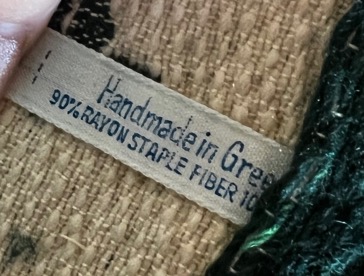 Handmade in Gree
90% RAYON STAPLE FIBER 10